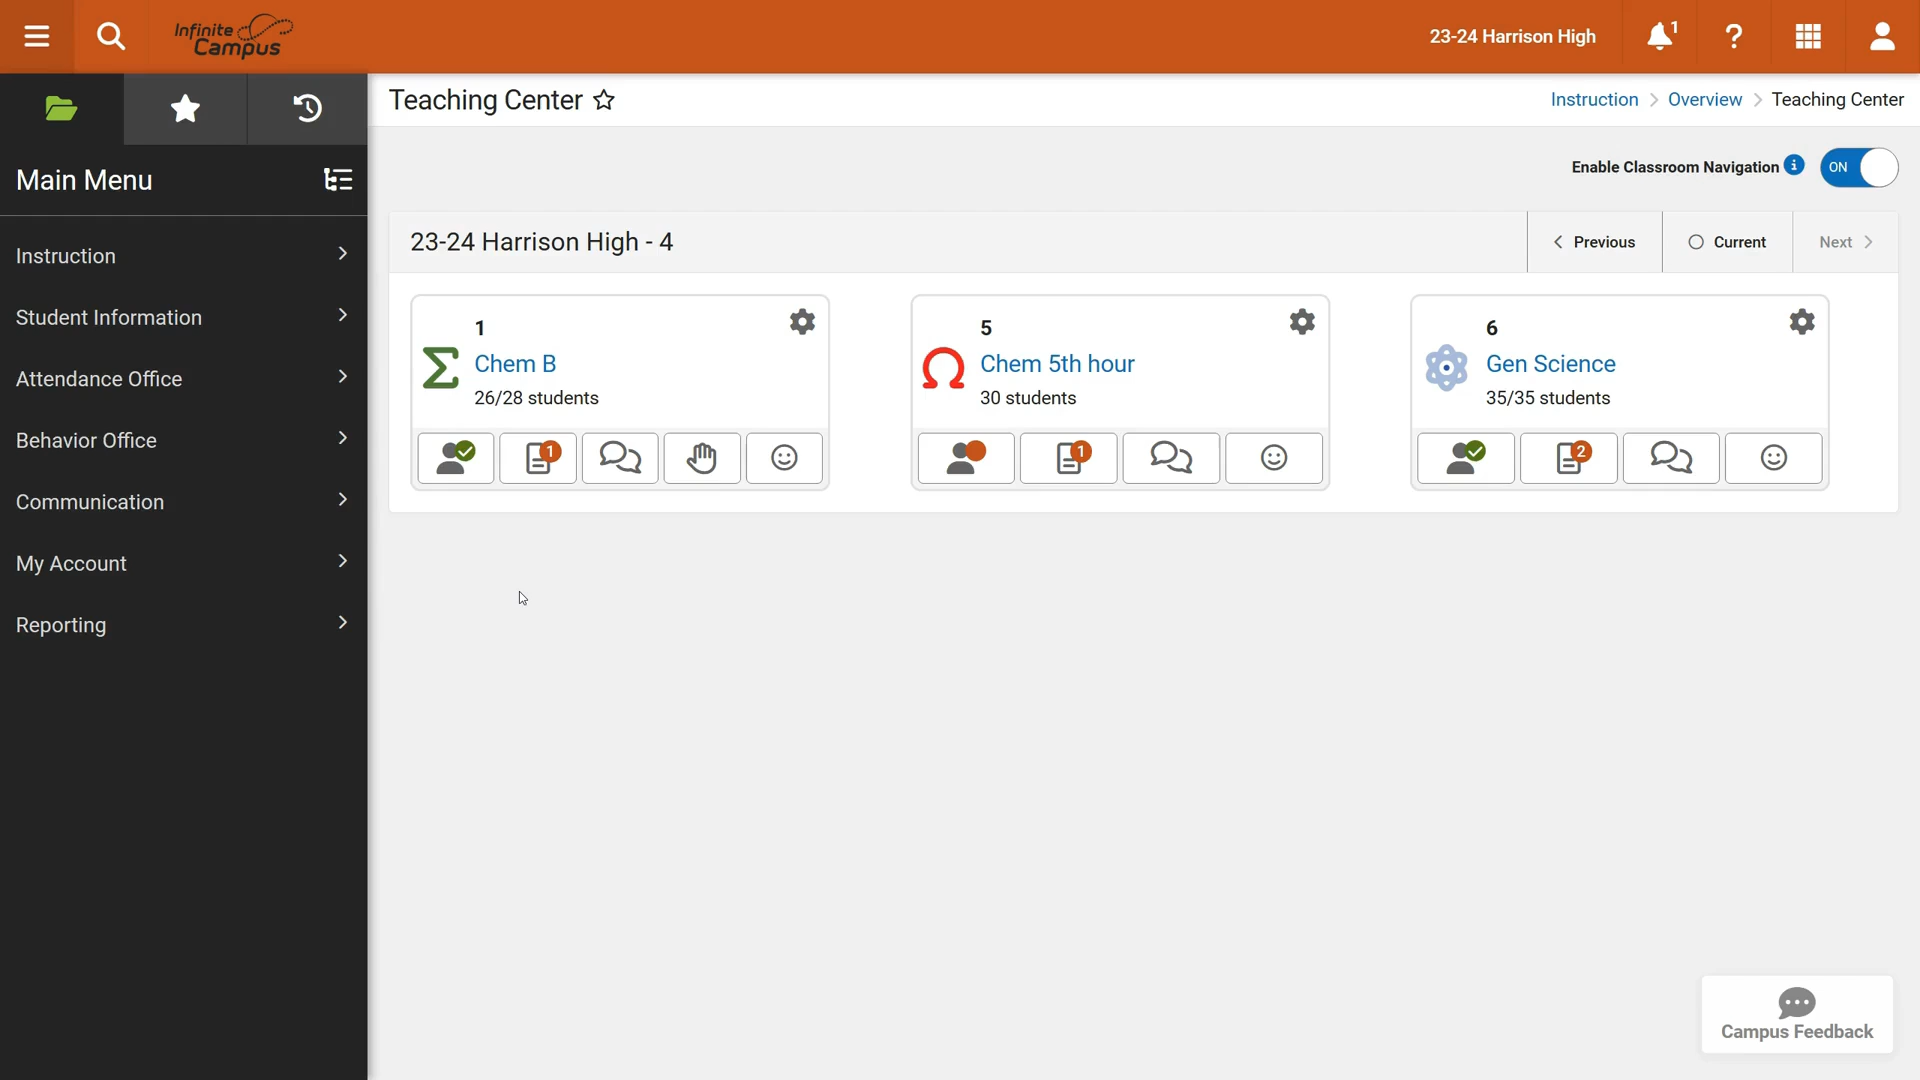 Infinite
Campus
23-24 Harrison High
1
?
Teaching Center
Instruction > Overview > Teaching Center
Main Menu
Enable Classroom Navigation i ON
Instruction
Student Information
Attendance Office
Behavior Office
Communication
My Account
Reporting
23-24 Harrison High - 4
Previous
Current
Next
1
Chem B
26/28 students
1
5
Chem 5th hour
30 students
1
6
Gen Science
35/35 students
2
Campus Feedback